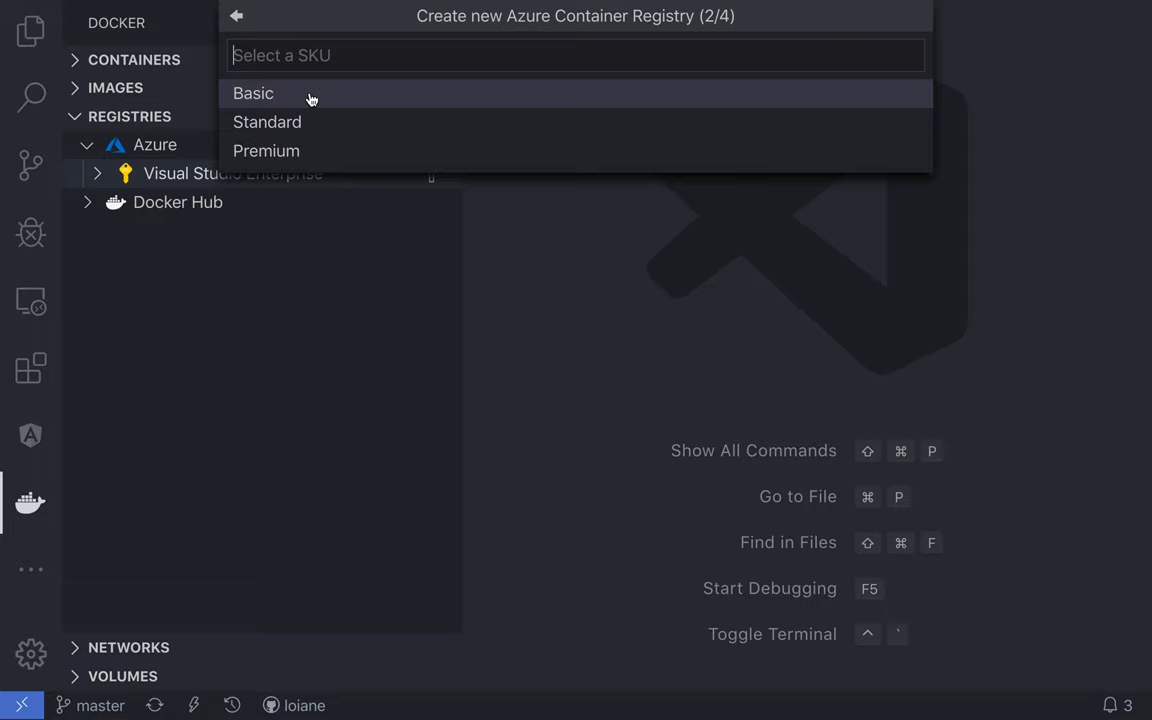 DOCKER
CONTAINERS
IMAGES
REGISTRIES
Azure
Visual Studio Enterprise
Docker Hub
NETWORKS
VOLUMES
Create new Azure Container Registry (2/4)
Select a SKU
Basic
Standard
Premium
Show All Commands ⇧ ⌘ P
Go to File ⌘ P
Find in Files ⇧ ⌘ F
Start Debugging F5
Toggle Terminal ^ `
master
loiane
3